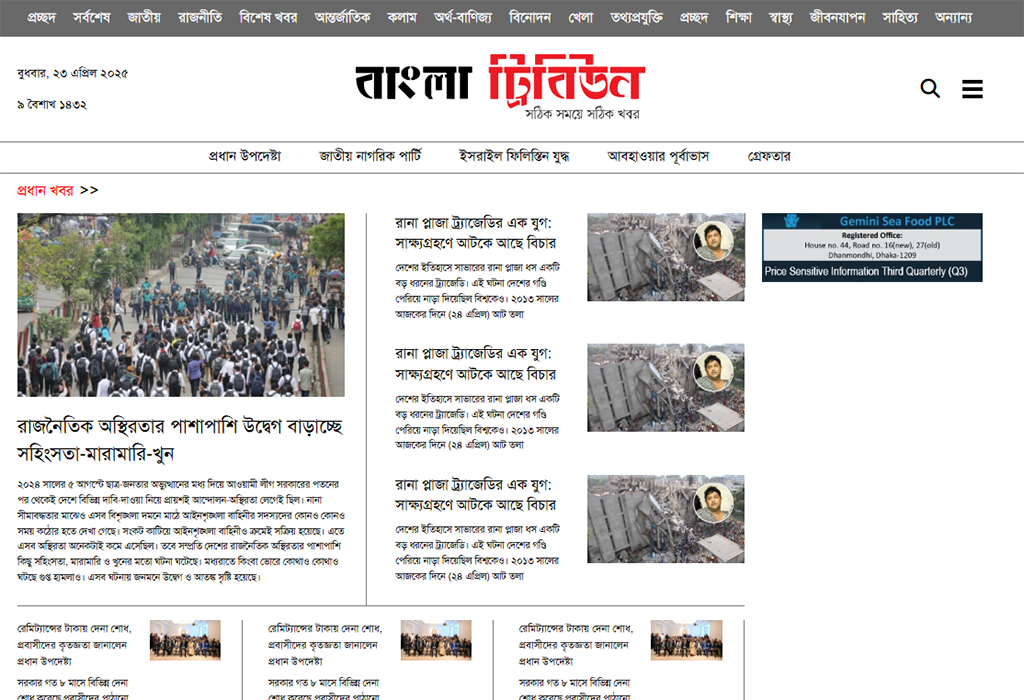 প্রচ্ছদ সর্বশেষ জাতীয় রাজনীতি বিশেষ খবর আন্তর্জাতিক কলাম অর্থ-বাণিজ্য বিনোদন খেলা তথ্যপ্রযুক্তি প্রচ্ছদ শিক্ষা স্বাস্থ্য জীবনযাপন সাহিত্য অন্যান্য
বুধবার, ২৩ এপ্রিল ২০২৫
৯ বৈশাখ ১৪৩২
বাংলা ট্রিবিউন
সঠিক সময়ে সঠিক খবর
প্রধান উপদেষ্টা জাতীয় নাগরিক পার্টি ইসরাইল ফিলিস্তিন যুদ্ধ আবহাওয়ার পূর্বাভাস গ্রেফতার
প্রধান খবর >>
রাজনৈতিক অস্থিরতার পাশাপাশি উদ্বেগ বাড়াচ্ছে
সহিংসতা-মারামারি-খুন
২০২৪ সালের ৫ আগস্টে ছাত্র-জনতার অভ্যুত্থানের মধ্য দিয়ে আওয়ামী লীগ সরকারের পতনের
পর থেকেই দেশে বিভিন্ন দাবি-দাওয়া নিয়ে প্রায়শই আন্দোলন-অস্থিরতা লেগেই ছিল। নানা
সীমাবদ্ধতার মাঝেও এসব বিশৃঙ্খলা দমনে মাঠে আইনশৃঙ্খলা বাহিনীর সদস্যদের কোনও কোনও
সময় কঠোর হতে দেখা গেছে। সংকট কাটিয়ে আইনশৃঙ্খলা বাহিনীও ক্রমেই সক্রিয় হয়েছে। এতে
এসব অস্থিরতা অনেকটাই কমে এসেছিল। তবে সম্প্রতি দেশের রাজনৈতিক অস্থিরতার পাশাপাশি
কিছু সহিংসতা, মারামারি ও খুনের মতো ঘটনা ঘটেছে। মধ্যরাতে কিংবা ভোরে কোথাও কোথাও
ঘটছে গুপ্ত হামলাও। এসব ঘটনায় জনমনে উদ্বেগ ও আতঙ্ক সৃষ্টি হয়েছে।
রানা প্লাজা ট্র্যাজেডির এক যুগ:
সাক্ষ্যগ্রহণে আটকে আছে বিচার
দেশের ইতিহাসে সাভারের রানা প্লাজা ধস একটি
বড় ধরনের ট্র্যাজেডি। এই ঘটনা দেশের গণ্ডি
পেরিয়ে নাড়া দিয়েছিল বিশ্বকেও। ২০১৩ সালের
আজকের দিনে (২৪ এপ্রিল) আট তলা
রানা প্লাজা ট্র্যাজেডির এক যুগ:
সাক্ষ্যগ্রহণে আটকে আছে বিচার
দেশের ইতিহাসে সাভারের রানা প্লাজা ধস একটি
বড় ধরনের ট্র্যাজেডি। এই ঘটনা দেশের গণ্ডি
পেরিয়ে নাড়া দিয়েছিল বিশ্বকেও। ২০১৩ সালের
আজকের দিনে (২৪ এপ্রিল) আট তলা
রানা প্লাজা ট্র্যাজেডির এক যুগ:
সাক্ষ্যগ্রহণে আটকে আছে বিচার
দেশের ইতিহাসে সাভারের রানা প্লাজা ধস একটি
বড় ধরনের ট্র্যাজেডি। এই ঘটনা দেশের গণ্ডি
পেরিয়ে নাড়া দিয়েছিল বিশ্বকেও। ২০১৩ সালের
আজকের দিনে (২৪ এপ্রিল) আট তলা
Gemini Sea Food PLC
Registered Office:
House no. 44, Road no. 16(new), 27(old)
Dhanmondhi, Dhaka-1209
Price Sensitive Information Third Quarterly (Q3)
রেমিট্যান্সের টাকায় দেনা শোধ,
প্রবাসীদের কৃতজ্ঞতা জানালেন
প্রধান উপদেষ্টা
সরকার গত ৮ মাসে বিভিন্ন দেনা
শোধ করেছে প্রবাসীদের পাঠানো
রেমিট্যান্সের টাকায় দেনা শোধ,
প্রবাসীদের কৃতজ্ঞতা জানালেন
প্রধান উপদেষ্টা
সরকার গত ৮ মাসে বিভিন্ন দেনা
শোধ করেছে প্রবাসীদের পাঠানো
রেমিট্যান্সের টাকায় দেনা শোধ,
প্রবাসীদের কৃতজ্ঞতা জানালেন
প্রধান উপদেষ্টা
সরকার গত ৮ মাসে বিভিন্ন দেনা
শোধ করেছে প্রবাসীদের পাঠানো